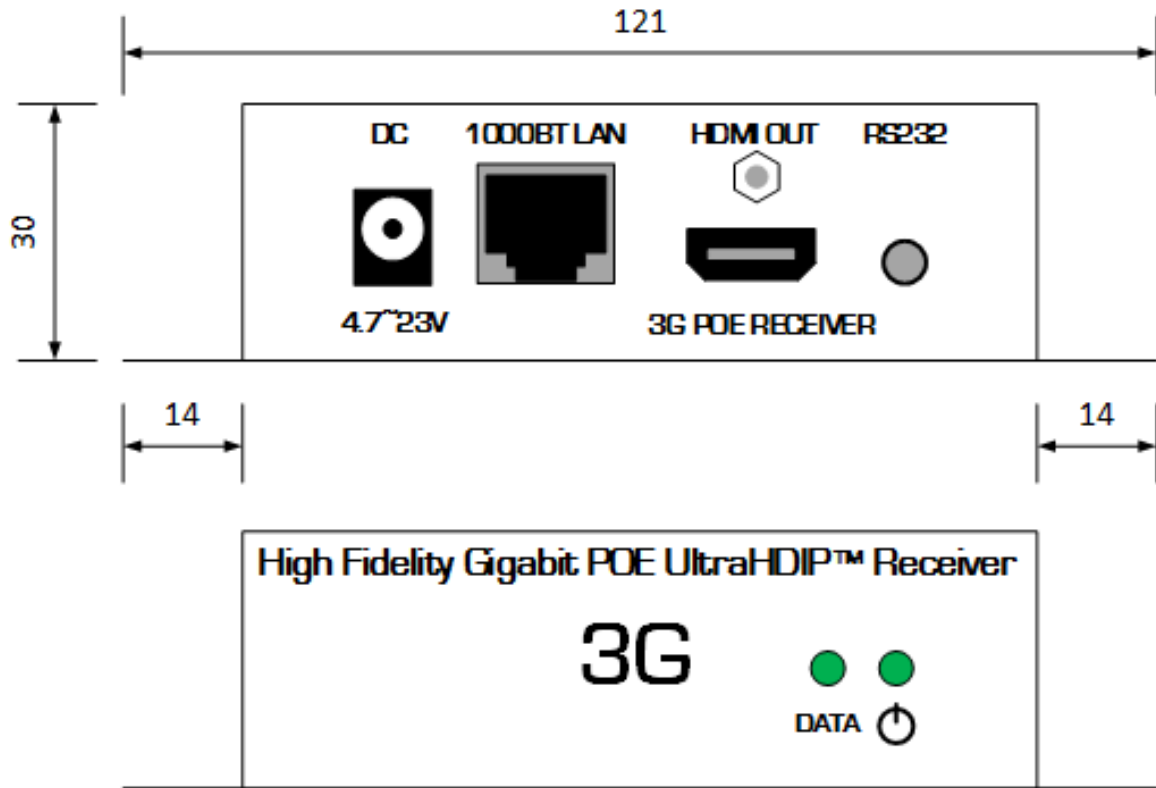 121
DC 1000BT LAN HDMI OUT RS232
30
4.7~23V 3G POE RECEIVER
14 14
High Fidelity Gigabit POE UltraHDIP™ Receiver
3G
DATA